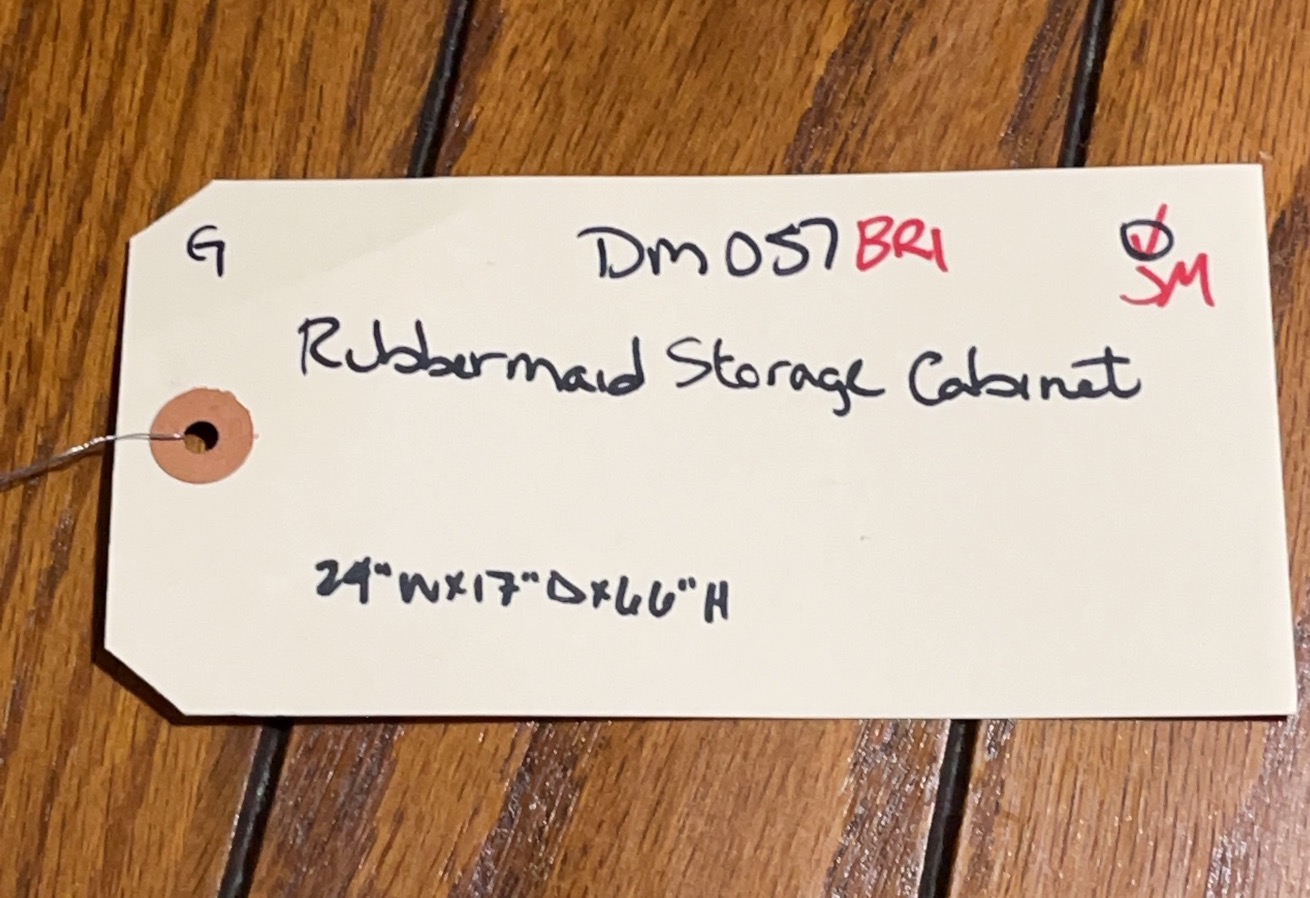 G DM057 BR1
SM
Rubbermaid Storage Cabinet
24"W x 17"D x 66"H